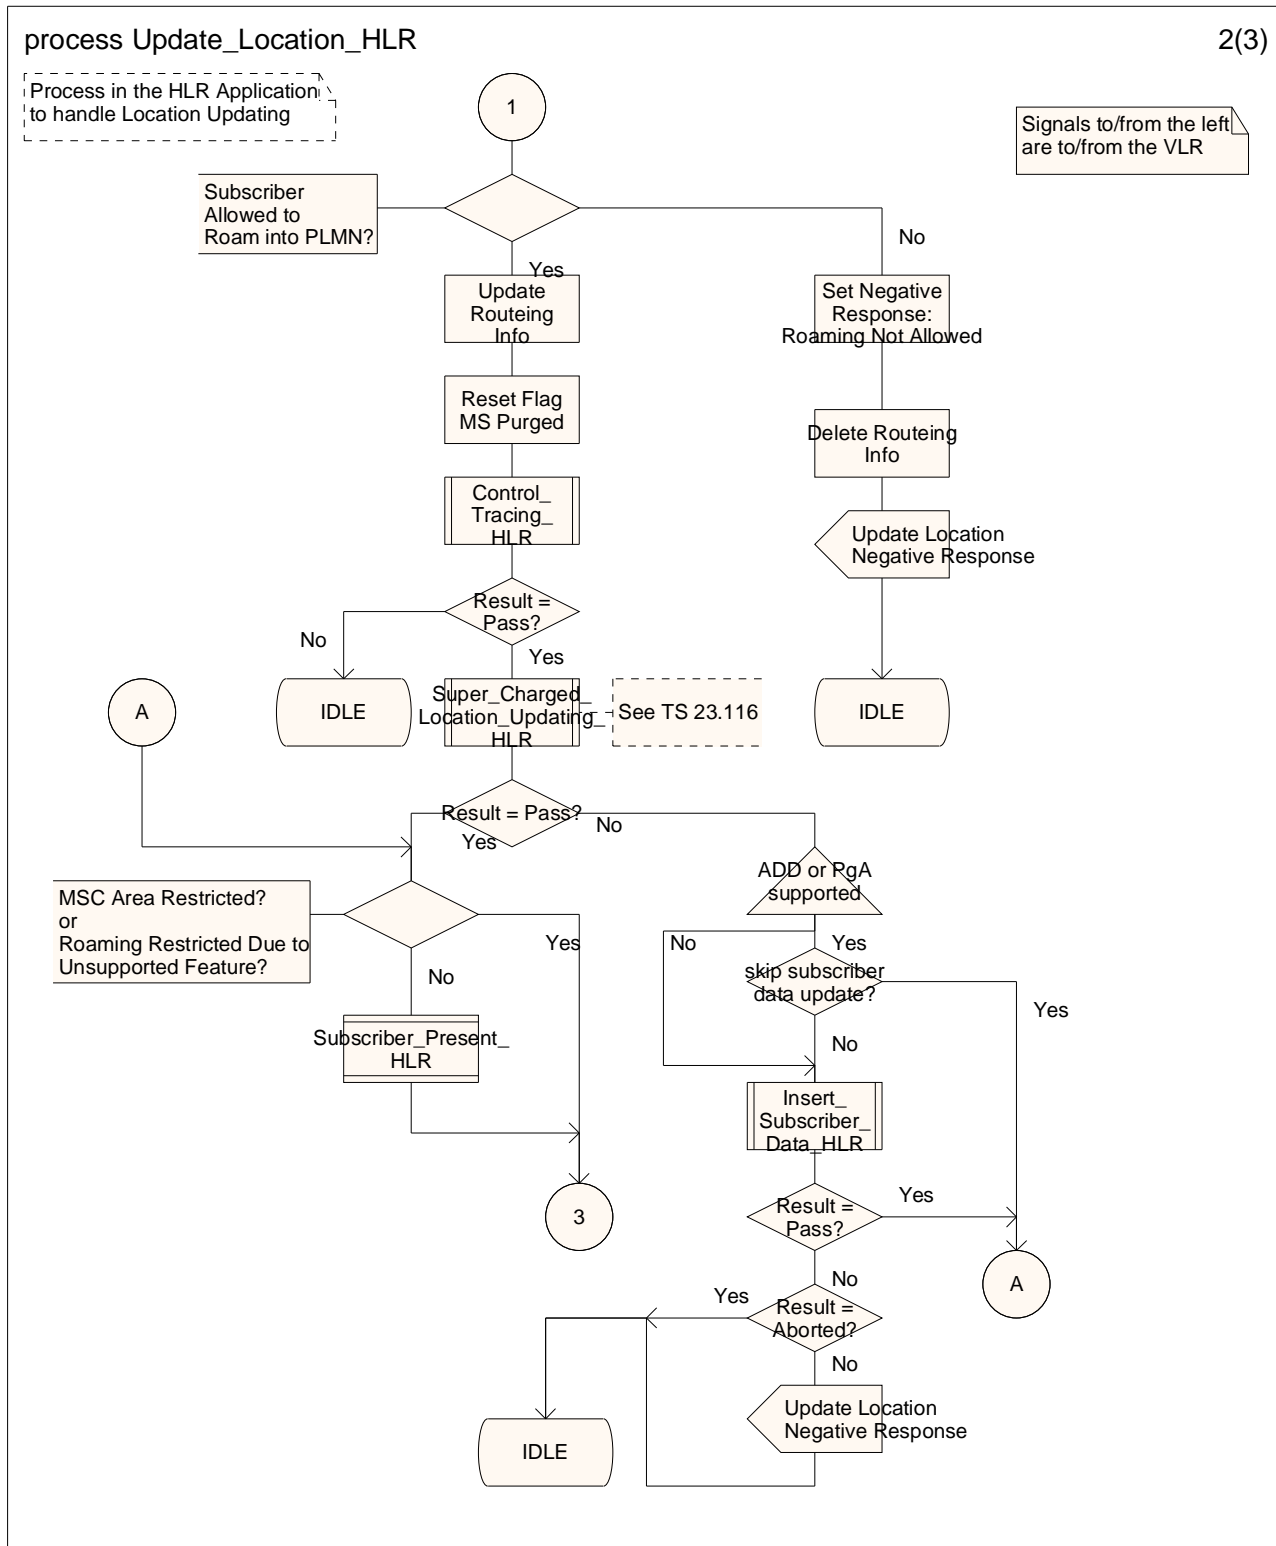 process Update_Location_HLR
2(3)
Process in the HLR Application
to handle Location Updating
1
Signals to/from the left
are to/from the VLR
Subscriber
Allowed to
Roam into PLMN?
No
Yes
Update
Routeing
Info
Set Negative
Response:
Roaming Not Allowed
Reset Flag
MS Purged
Delete Routeing
Info
Control_
Tracing_
HLR
Update Location
Negative Response
Result =
Pass?
No
Yes
A
IDLE
Super_Charged_
Location_Updating_
HLR
See TS 23.116
IDLE
Result = Pass?
No
Yes
ADD or PgA
supported
MSC Area Restricted?
or
Roaming Restricted Due to
Unsupported Feature?
Yes
No
Yes
No
skip subscriber
data update?
Yes
No
Subscriber_Present_
HLR
Insert_
Subscriber_
Data_HLR
3
Result =
Pass?
Yes
No
A
Yes
Result =
Aborted?
No
Update Location
Negative Response
IDLE